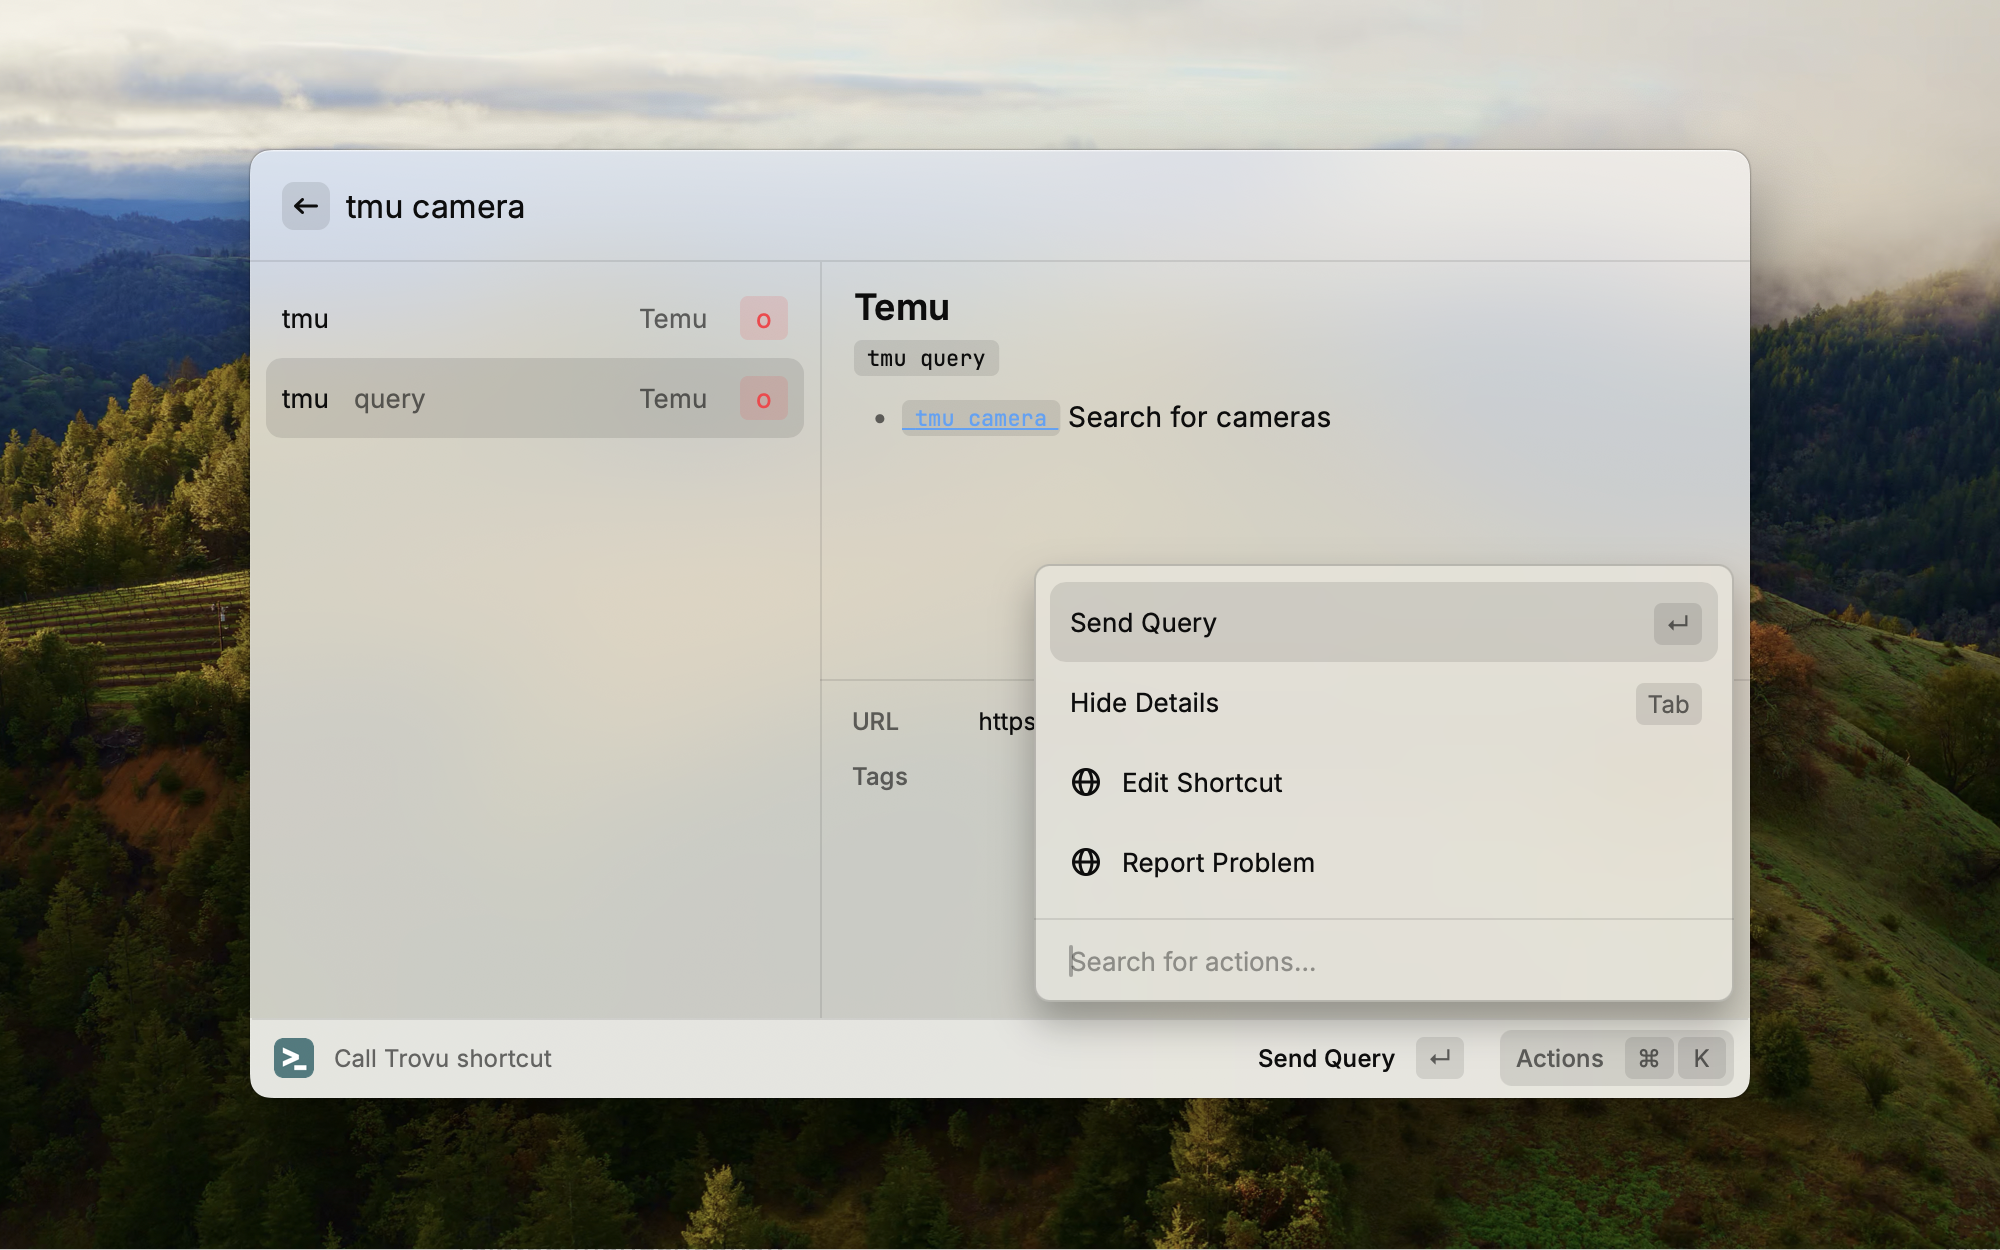 tmu camera
tmu Temu o
tmu query Temu o
Temu
tmu query
• tmu camera Search for cameras
URL https
Tags
Send Query
Hide Details Tab
Edit Shortcut
Report Problem
Search for actions...
Call Trovu shortcut
Send Query
Actions ⌘ K